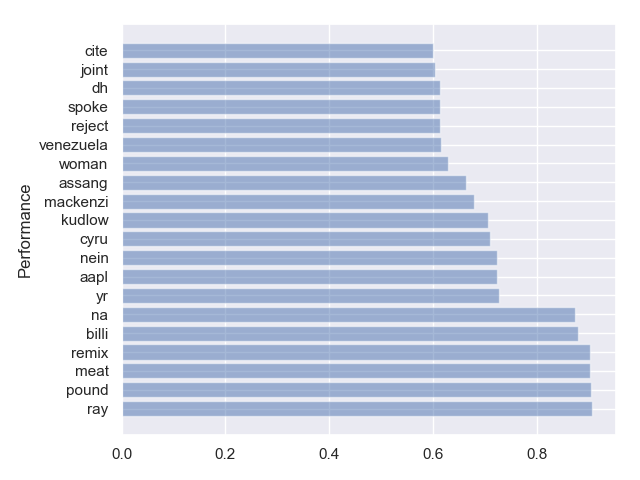 cite
joint
dh
spoke
reject
venezuela
woman
assang
mackenzi
kudlow
cyru
nein
aapl
yr
na
billi
remix
meat
pound
ray
Performance
0.0 0.2 0.4 0.6 0.8